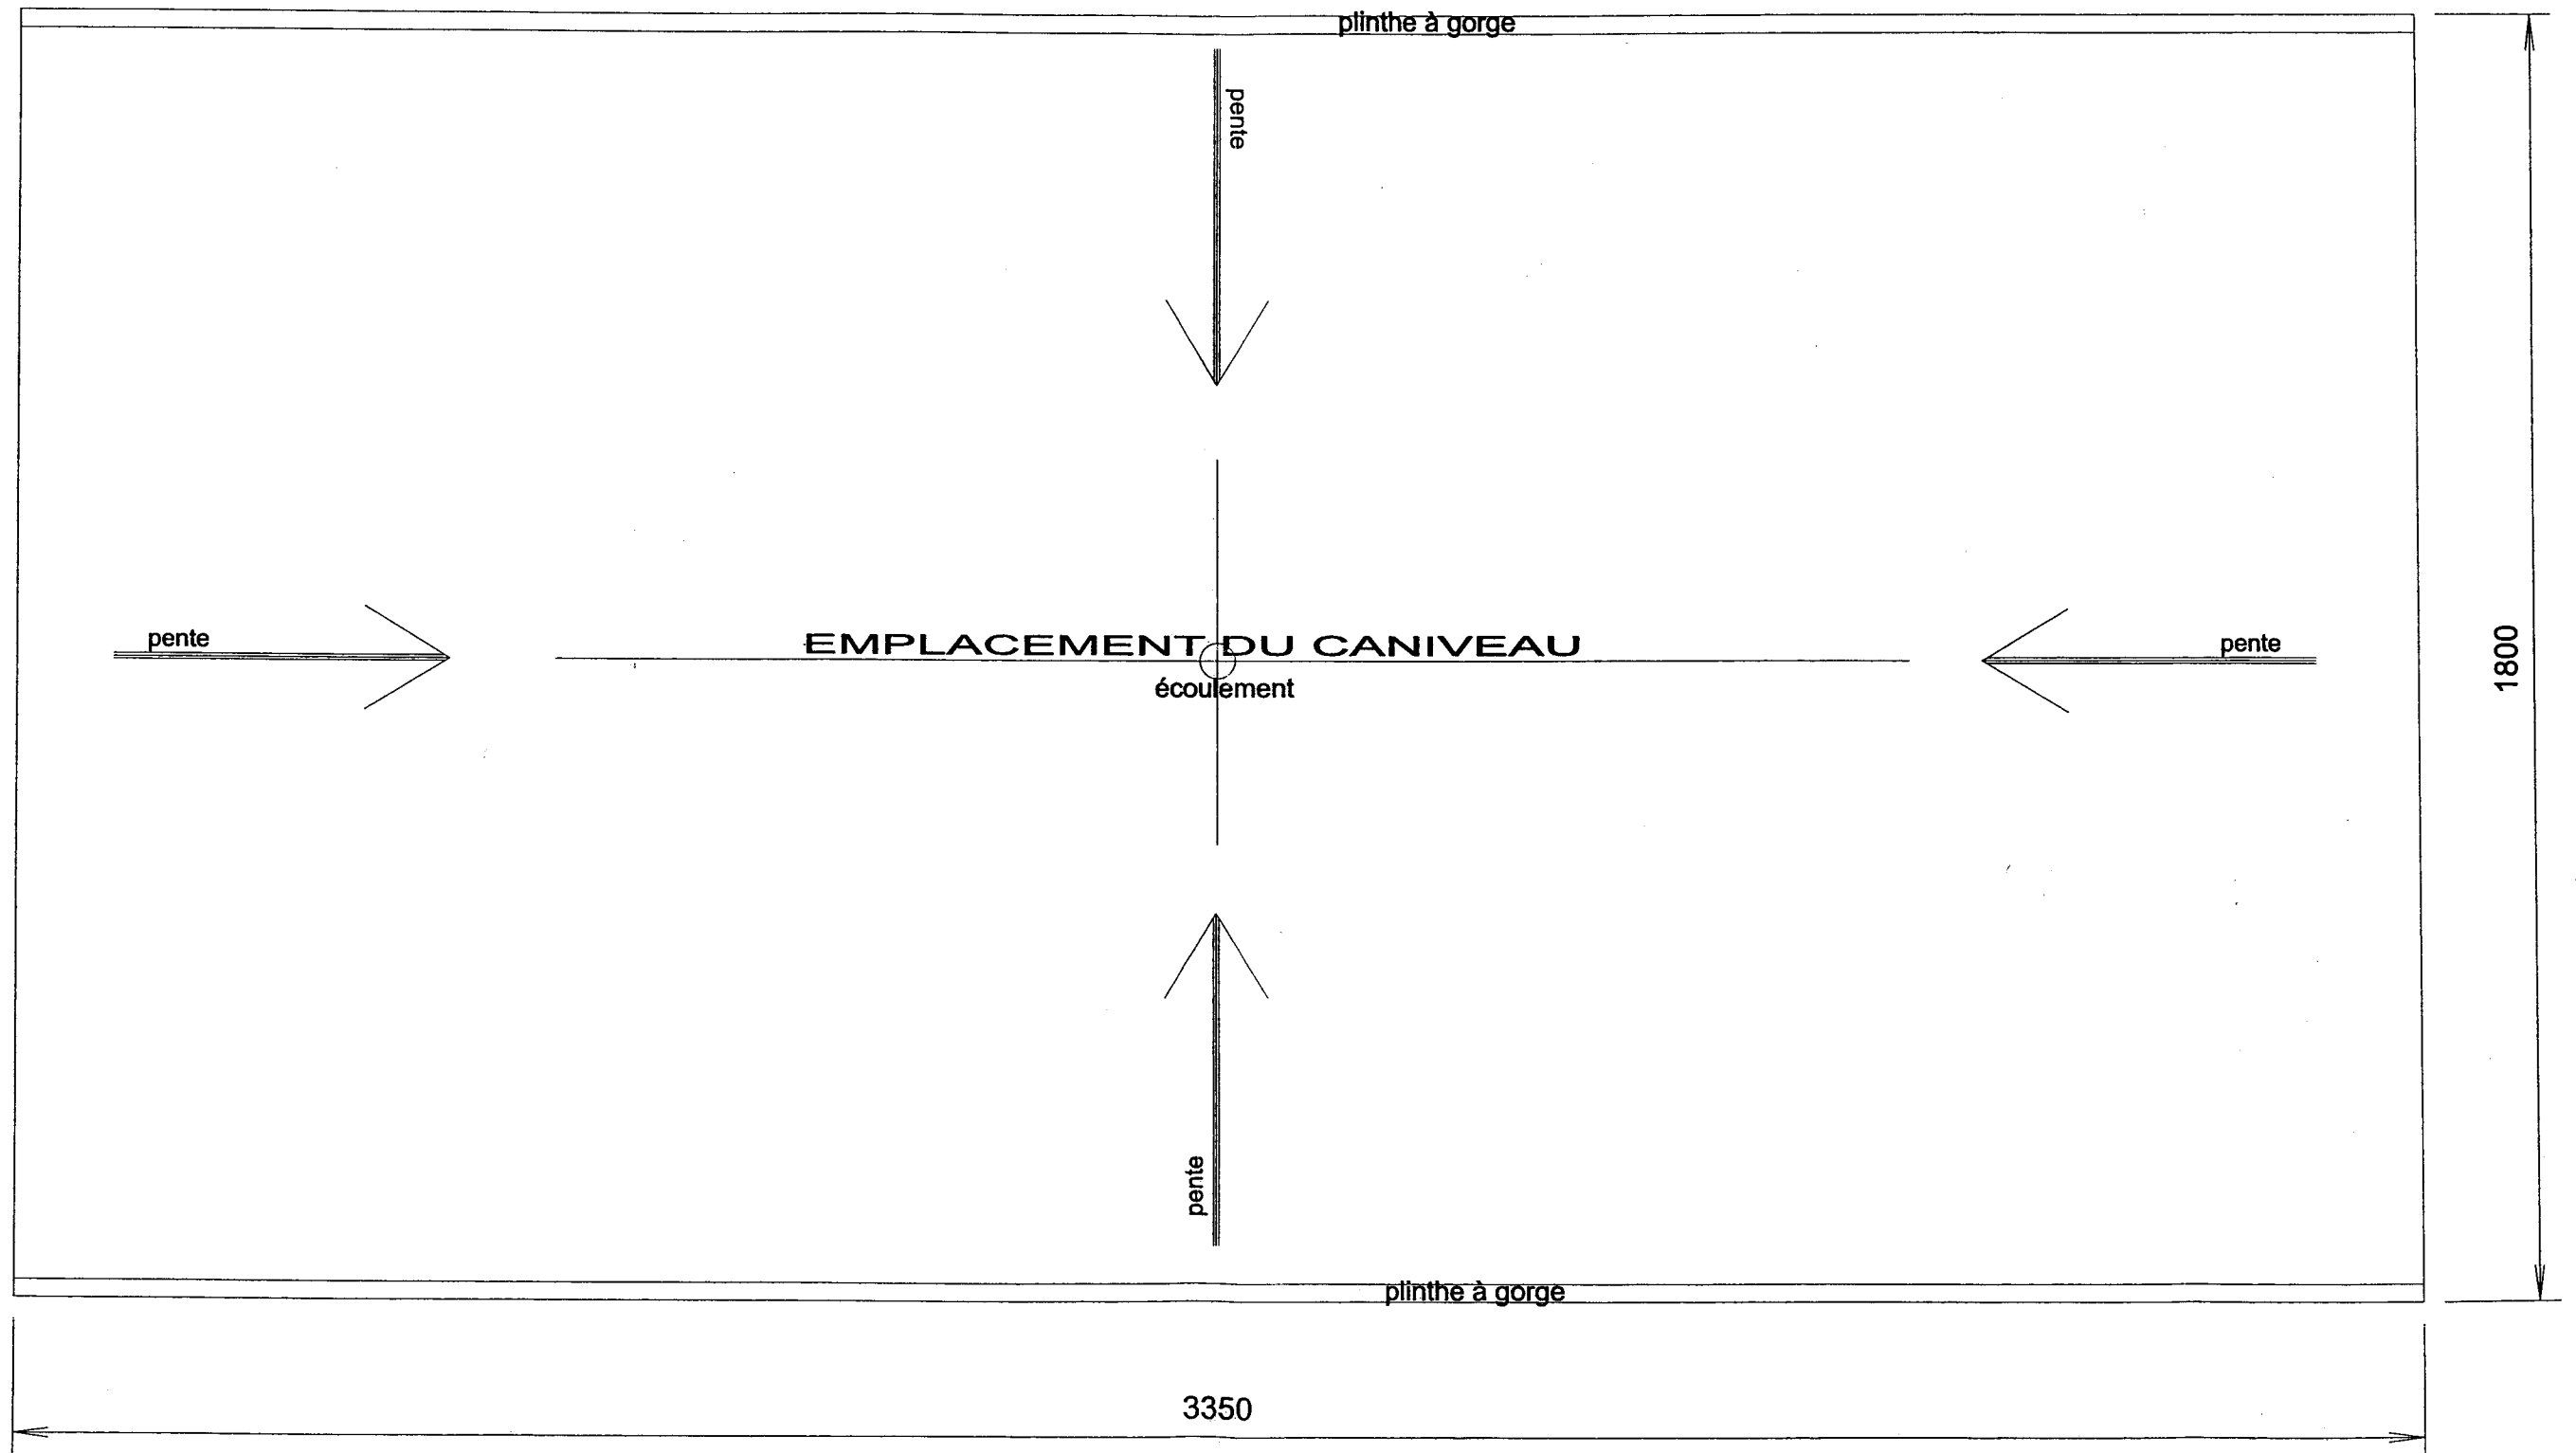 plinthe à gorge
pente
EMPLACEMENT DU CANIVEAU
pente
pente
écoulement
1800
pente
plinthe à gorge
3350